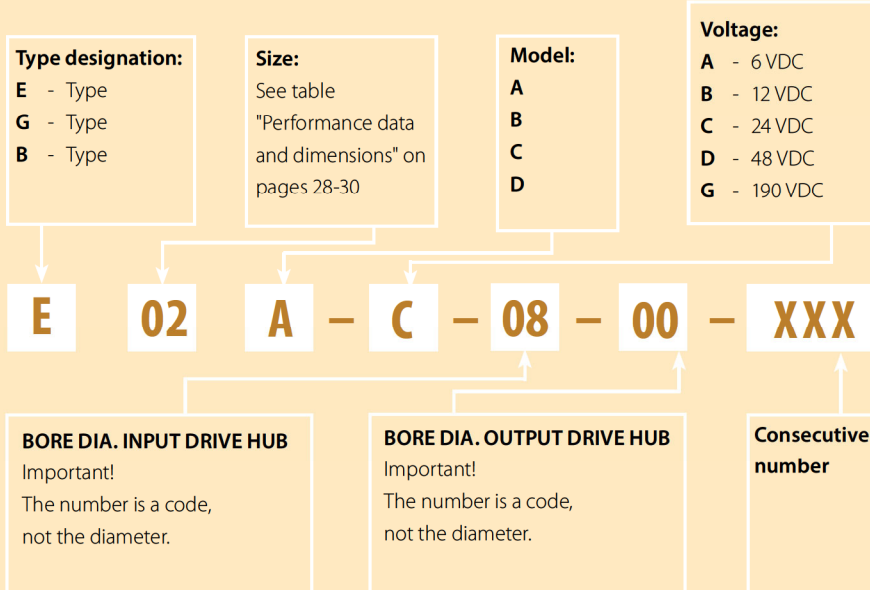 Type designation:
E - Type
G - Type
B - Type
Size:
See table
"Performance data
and dimensions" on
pages 28-30
Model:
A
B
C
D
Voltage:
A - 6 VDC
B - 12 VDC
C - 24 VDC
D - 48 VDC
G - 190 VDC
E 02 A – C – 08 – 00 – XXX
BORE DIA. INPUT DRIVE HUB
Important!
The number is a code,
not the diameter.
BORE DIA. OUTPUT DRIVE HUB
Important!
The number is a code,
not the diameter.
Consecutive
number